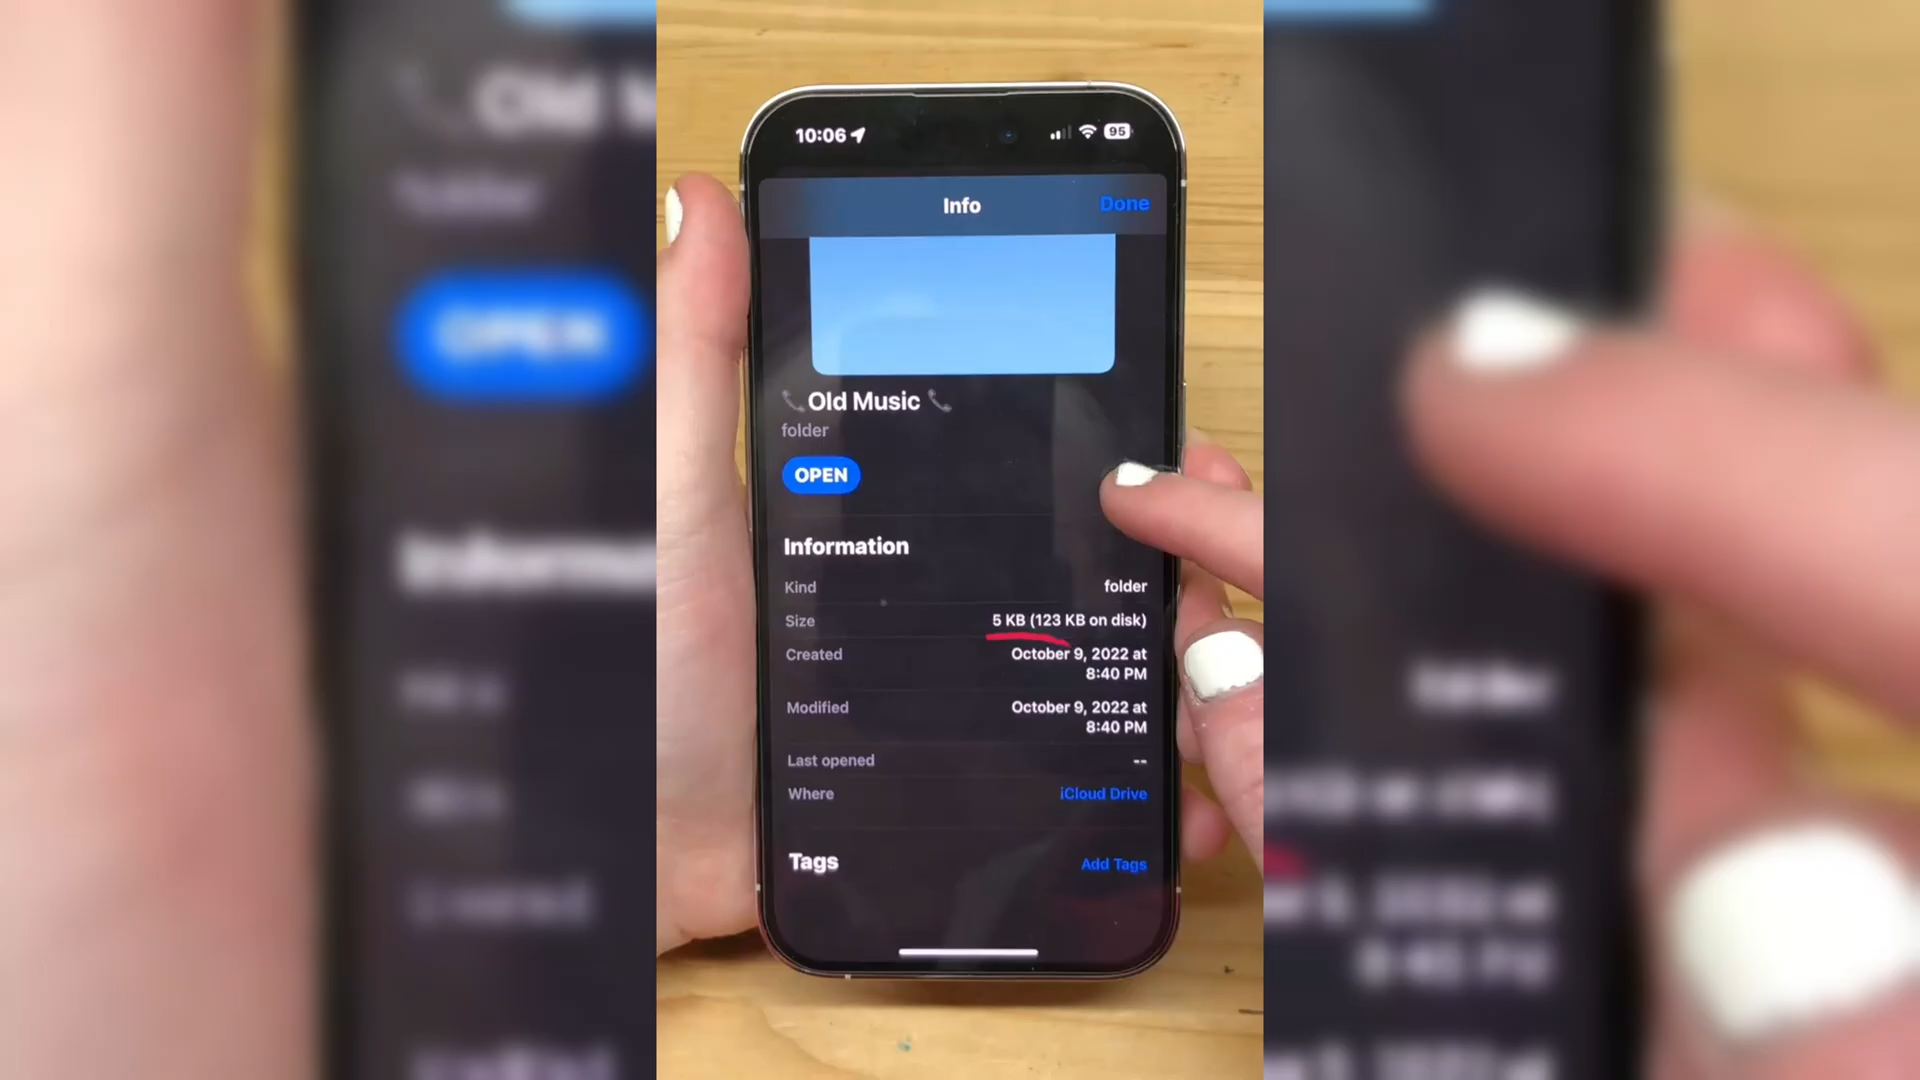 10:06
95
Info
Done
Old Music
folder
OPEN
Information
Kind folder
Size 5 KB (123 KB on disk)
Created October 9, 2022 at
8:40 PM
Modified October 9, 2022 at
8:40 PM
Last opened --
Where iCloud Drive
Tags Add Tags